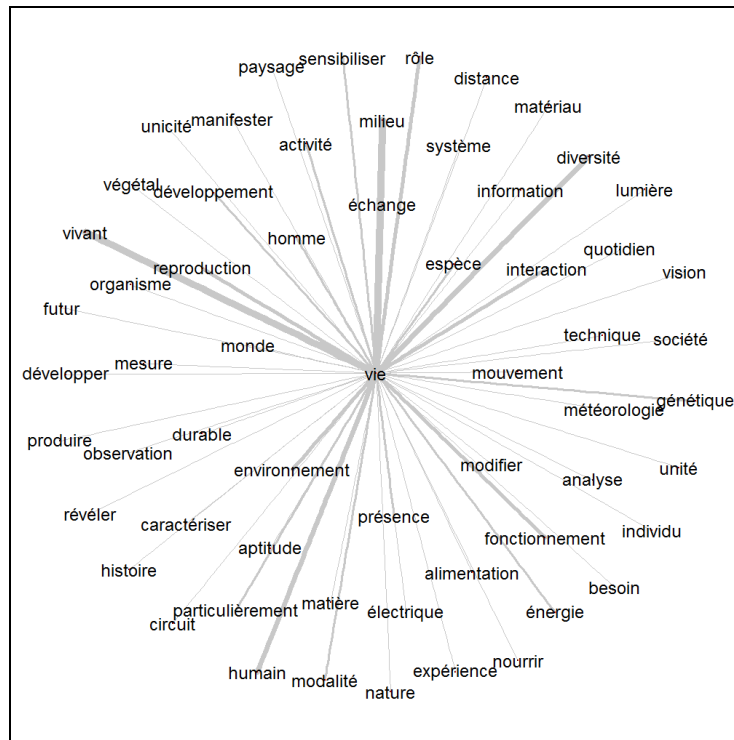 sensibiliser
rôle
paysage
distance
matériau
unicité
manifester
milieu
activité
système
diversité
végétal
développement
information
lumière
échange
vivant
homme
quotidien
reproduction
espèce
interaction
organisme
vision
futur
monde
technique
société
mesure
développer
vie
mouvement
génétique
météorologie
produire
durable
observation
environnement
modifier
unité
analyse
révéler
caractériser
présence
individu
fonctionnement
histoire
aptitude
alimentation
besoin
circuit
particulièrement
matière
électrique
énergie
humain
modalité
nature
expérience
nourrir